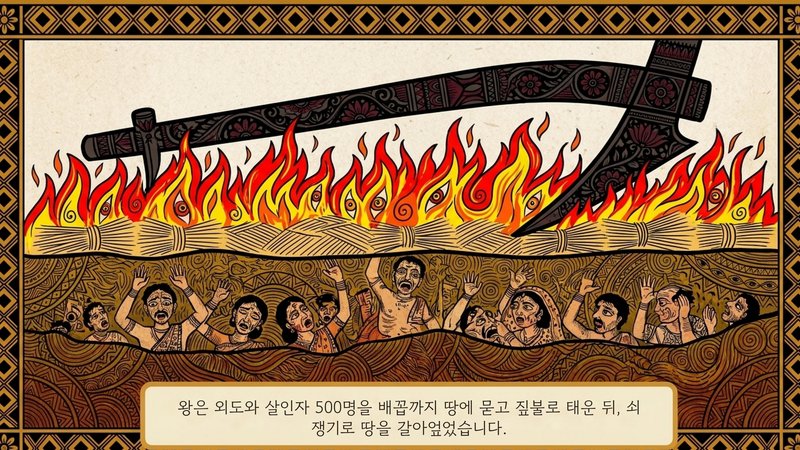 왕은 외도와 살인자 500명을 배꼽까지 땅에 묻고 짚불로 태운 뒤, 쇠
쟁기로 땅을 갈아엎었습니다.